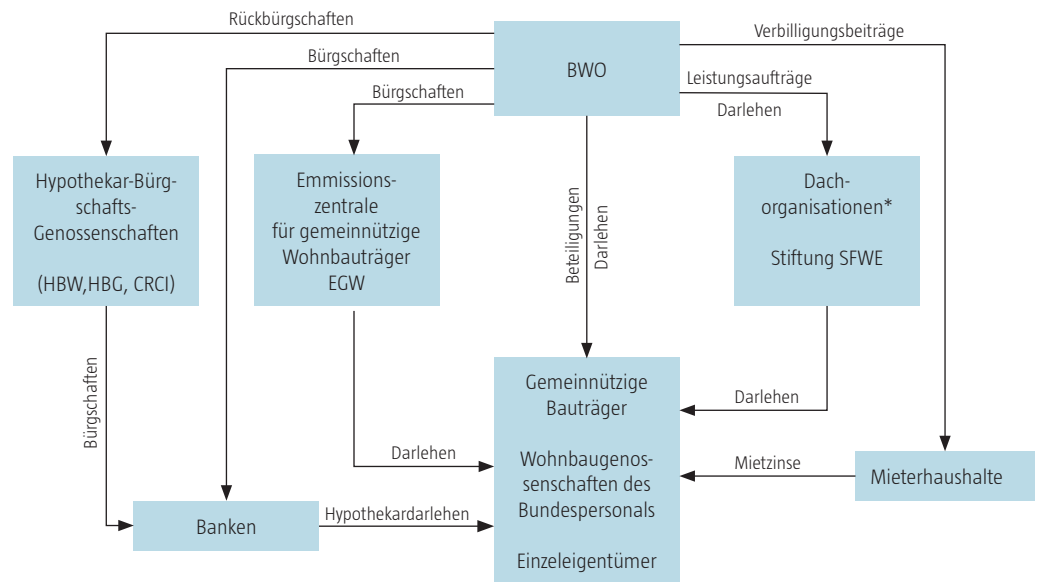 Rückbürgschaften
Verbilligungsbeiträge
Bürgschaften
BWO
Leistungsaufträge
Bürgschaften
Darlehen
Hypothekar-Bürg-
schafts-
Genossenschaften
(HBW,HBG, CRCI)
Emmissions-
zentrale
für gemeinnützige
Wohnbauträger
EGW
Beteiligungen
Darlehen
Dach-
organisationen*
Stiftung SFWE
Bürgschaften
Gemeinnützige
Bauträger
Wohnbaugenos-
senschaften des
Bundespersonals
Einzeleigentümer
Darlehen
Darlehen
Mietzinse
Mieterhaushalte
Banken
Hypothekardarlehen